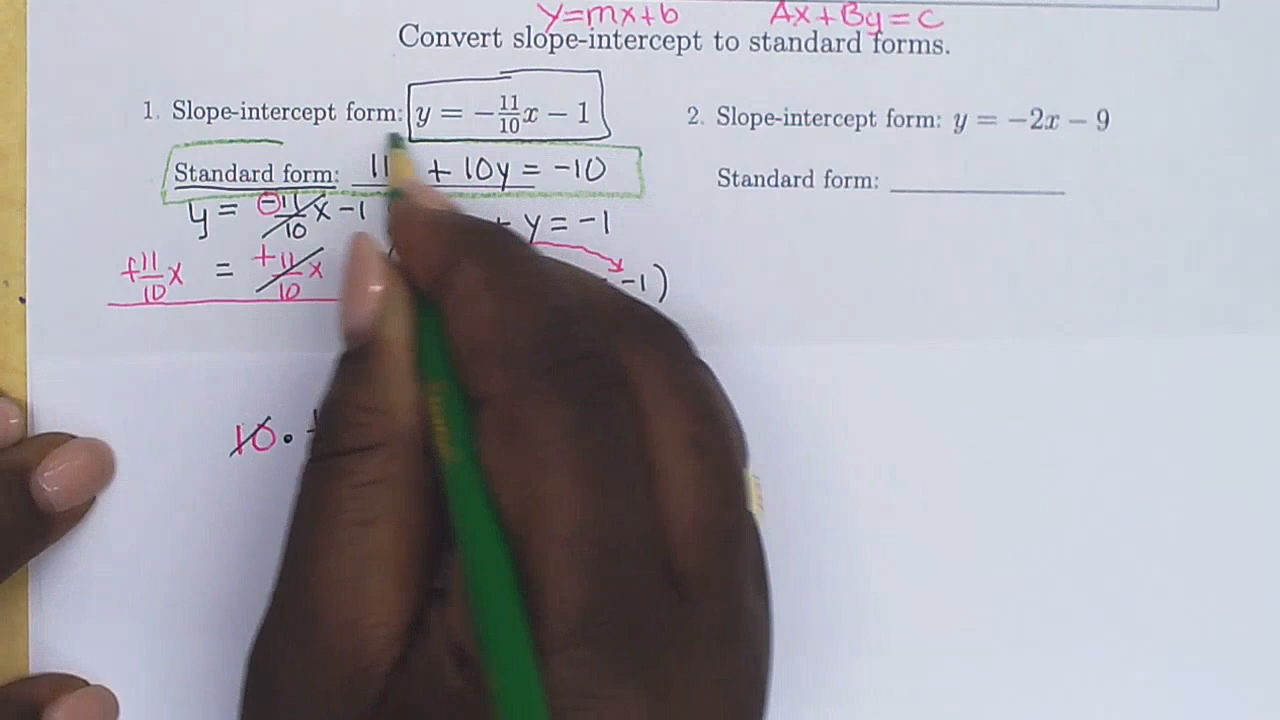 y=mx+b Ax+By=c
Convert slope-intercept to standard forms.
1. Slope-intercept form: y = −11/10x − 1
Standard form: 11 + 10y = -10
y = -11/10x -1
y = -1
+11/10x = +11/10x
-1)
10 ·
2. Slope-intercept form: y = −2x − 9
Standard form: